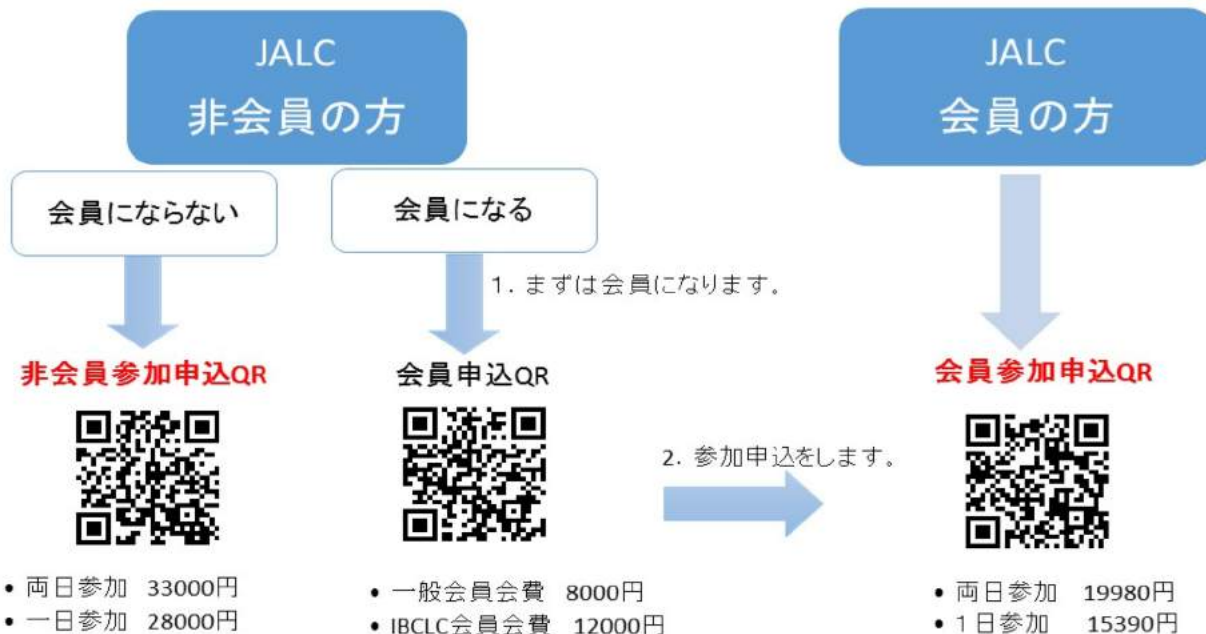 JALC
非会員の方
JALC
会員の方
会員にならない
会員になる
1. まずは会員になります。
非会員参加申込QR
会員申込QR
会員参加申込QR
2. 参加申込をします。
• 両日参加 33000円
• 一日参加 28000円
• 一般会員会費 8000円
• IBCLC会員会費 12000円
• 両日参加 19980円
• 1日参加 15390円